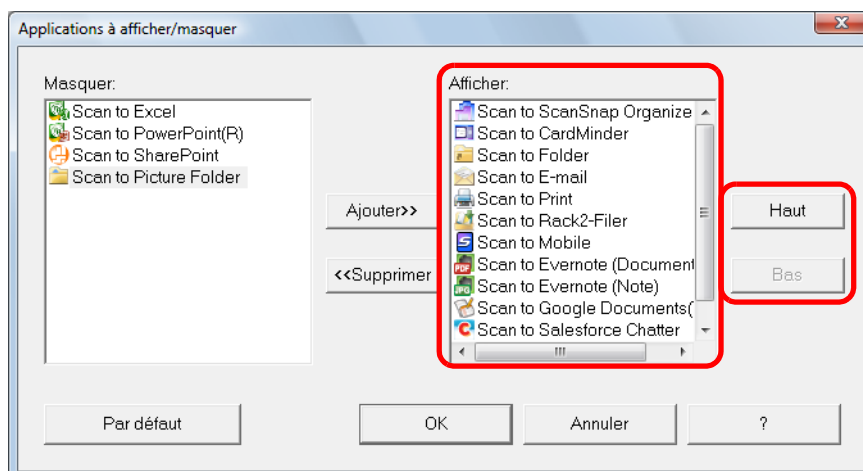 Applications à afficher/masquer
Masquer:
Scan to Excel
Scan to PowerPoint(R)
Scan to SharePoint
Scan to Picture Folder
Ajouter>>
<<Supprimer
Afficher:
Scan to ScanSnap Organize
Scan to CardMinder
Scan to Folder
Scan to E-mail
Scan to Print
Scan to Rack2-Filer
Scan to Mobile
Scan to Evernote (Document
Scan to Evernote (Note)
Scan to Google Documents(
Scan to Salesforce Chatter
Haut
Bas
Par défaut
OK
Annuler
?